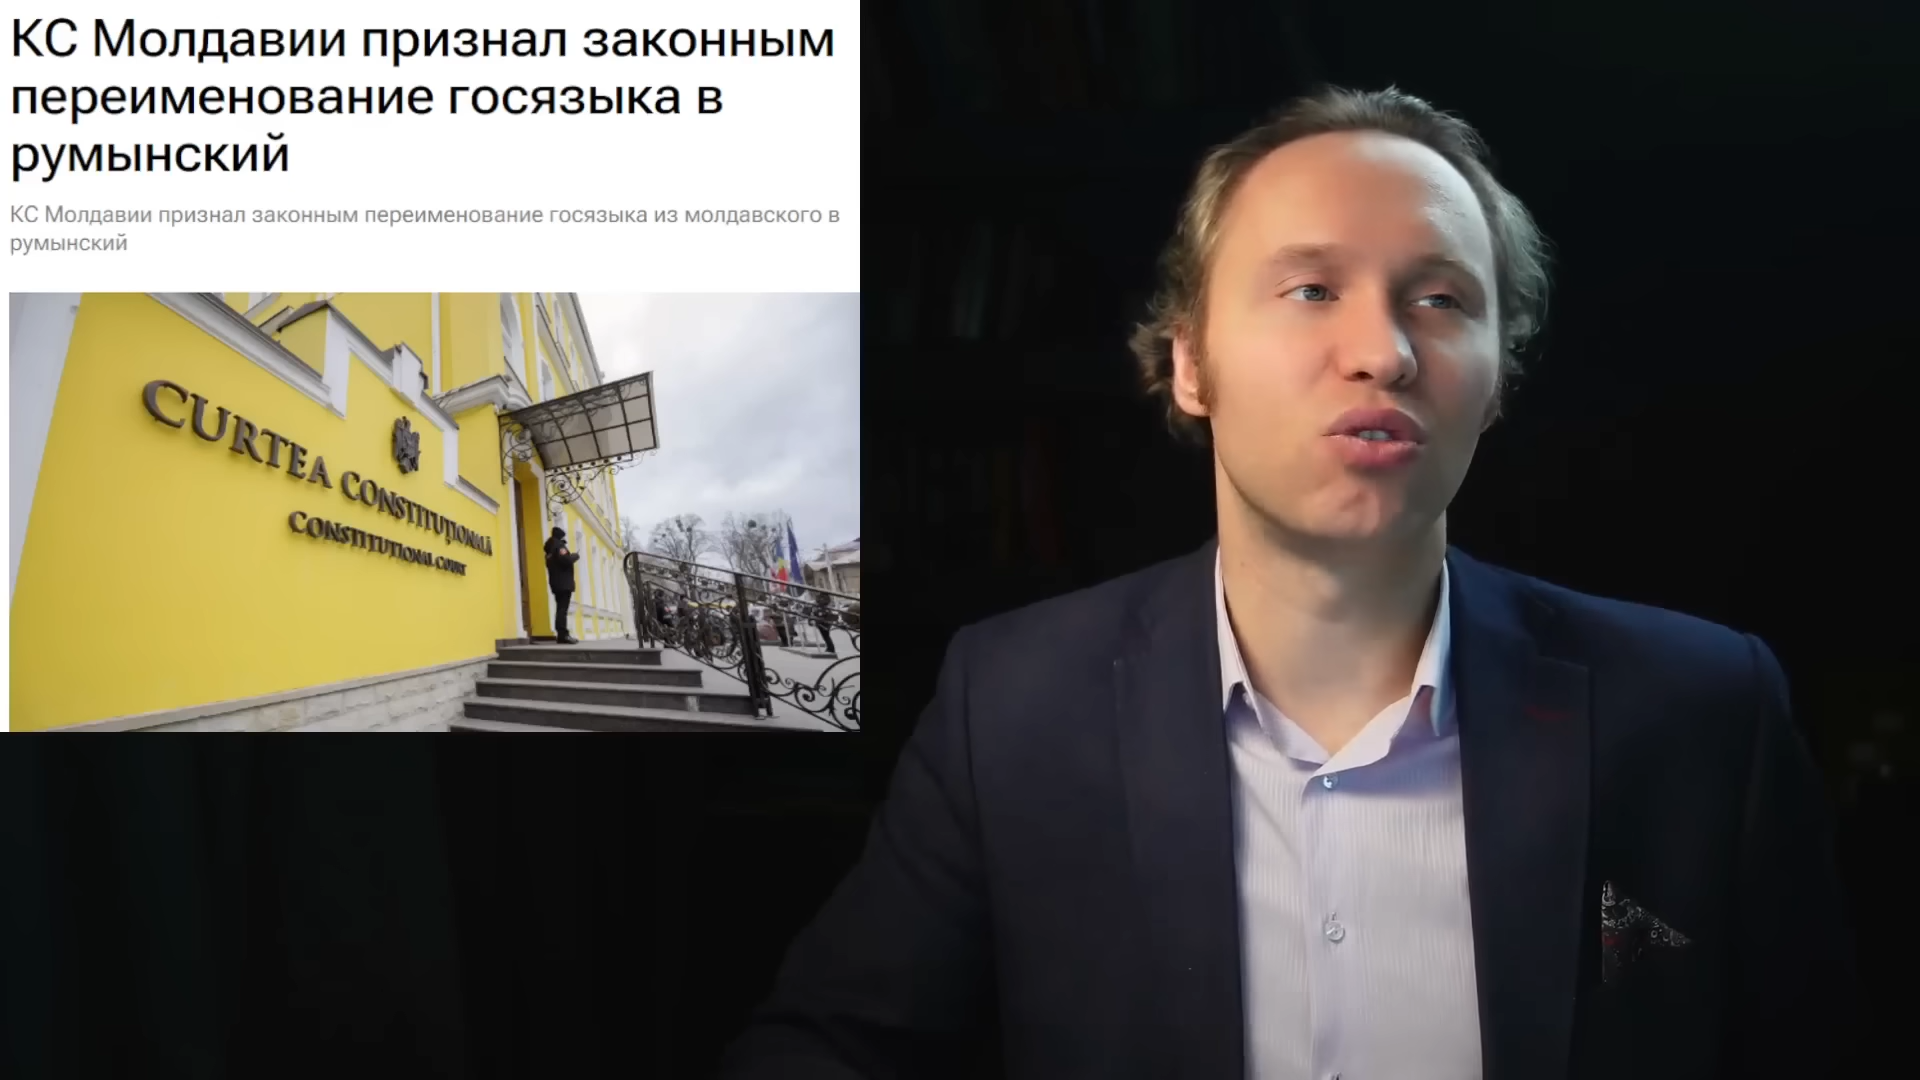 КС Молдавии признал законным
переименование госязыка в
румынский
КС Молдавии признал законным переименование госязыка из молдавского в
румынский
CURTEA CONSTITUȚIONALĂ
CONSTITUTIONAL COURT